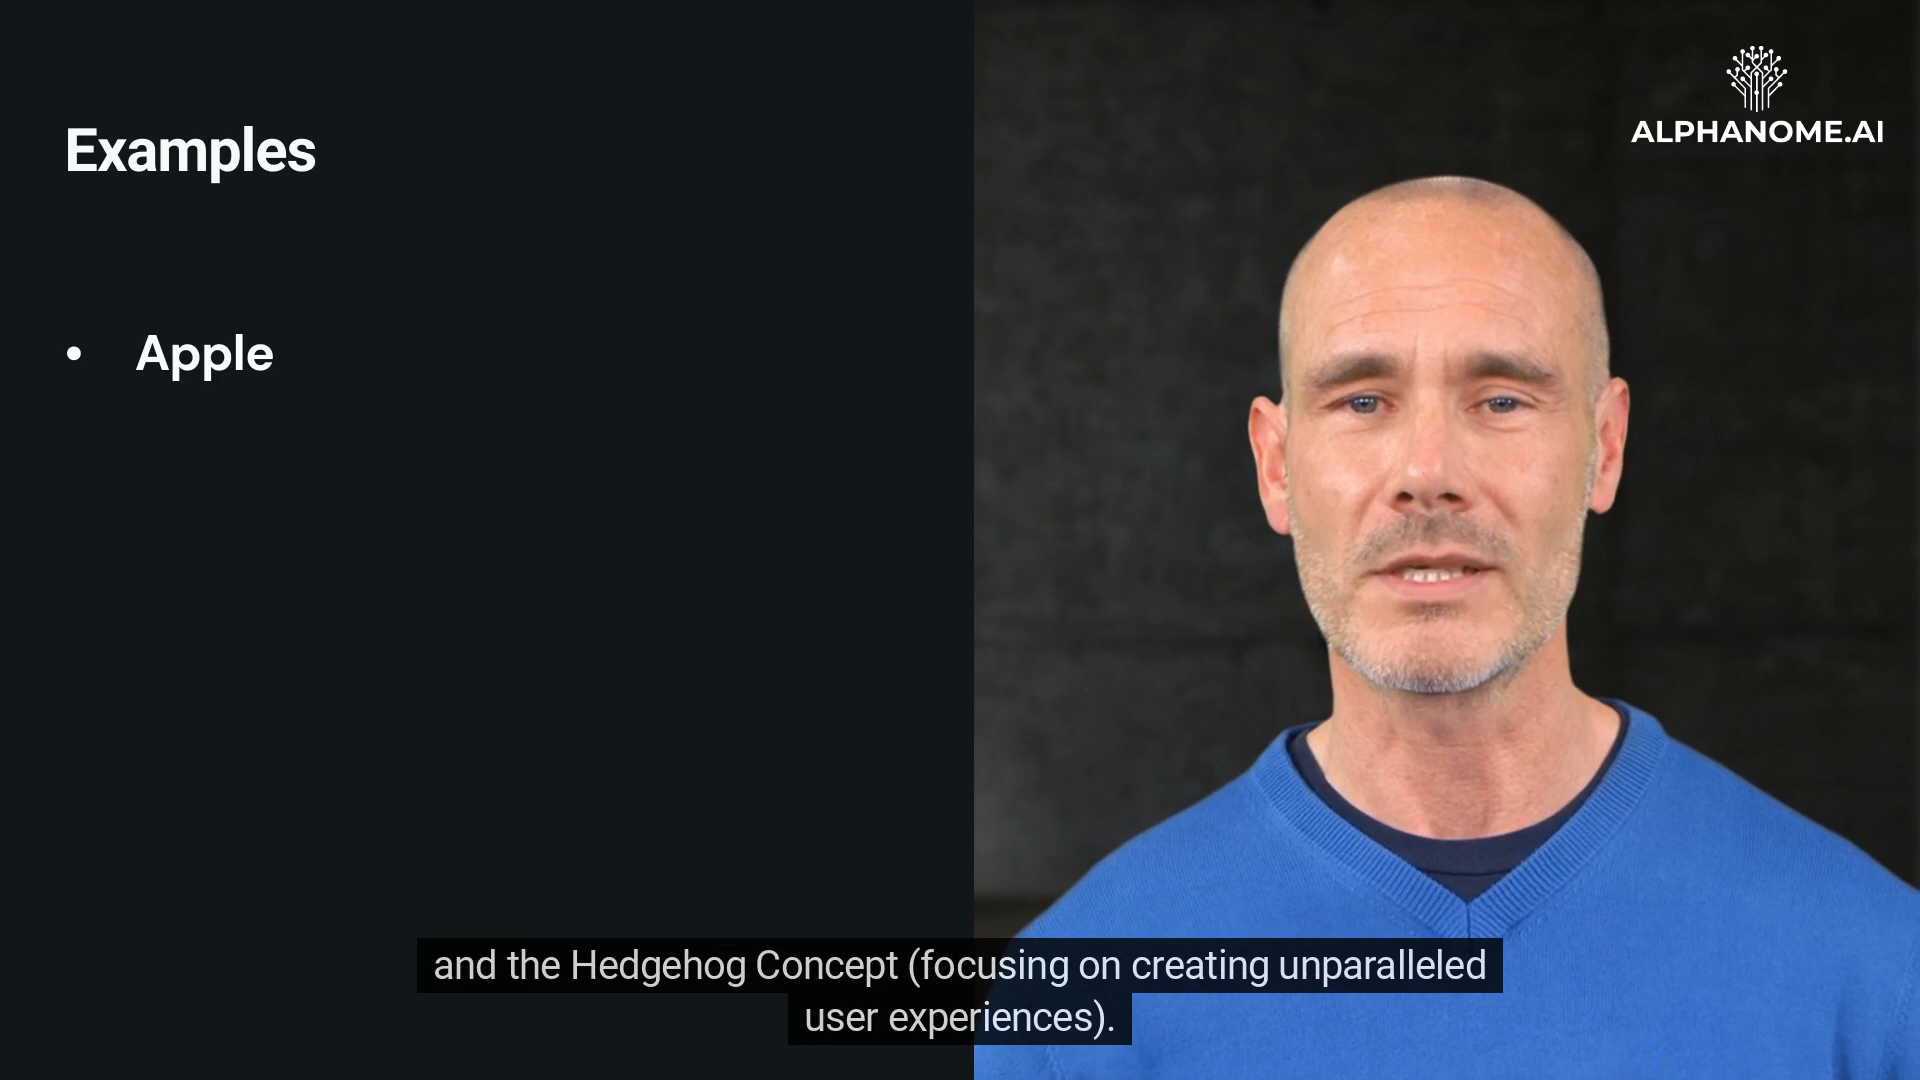 ALPHANOME.AI
Examples
• Apple
and the Hedgehog Concept (focusing on creating unparalleled
user experiences).